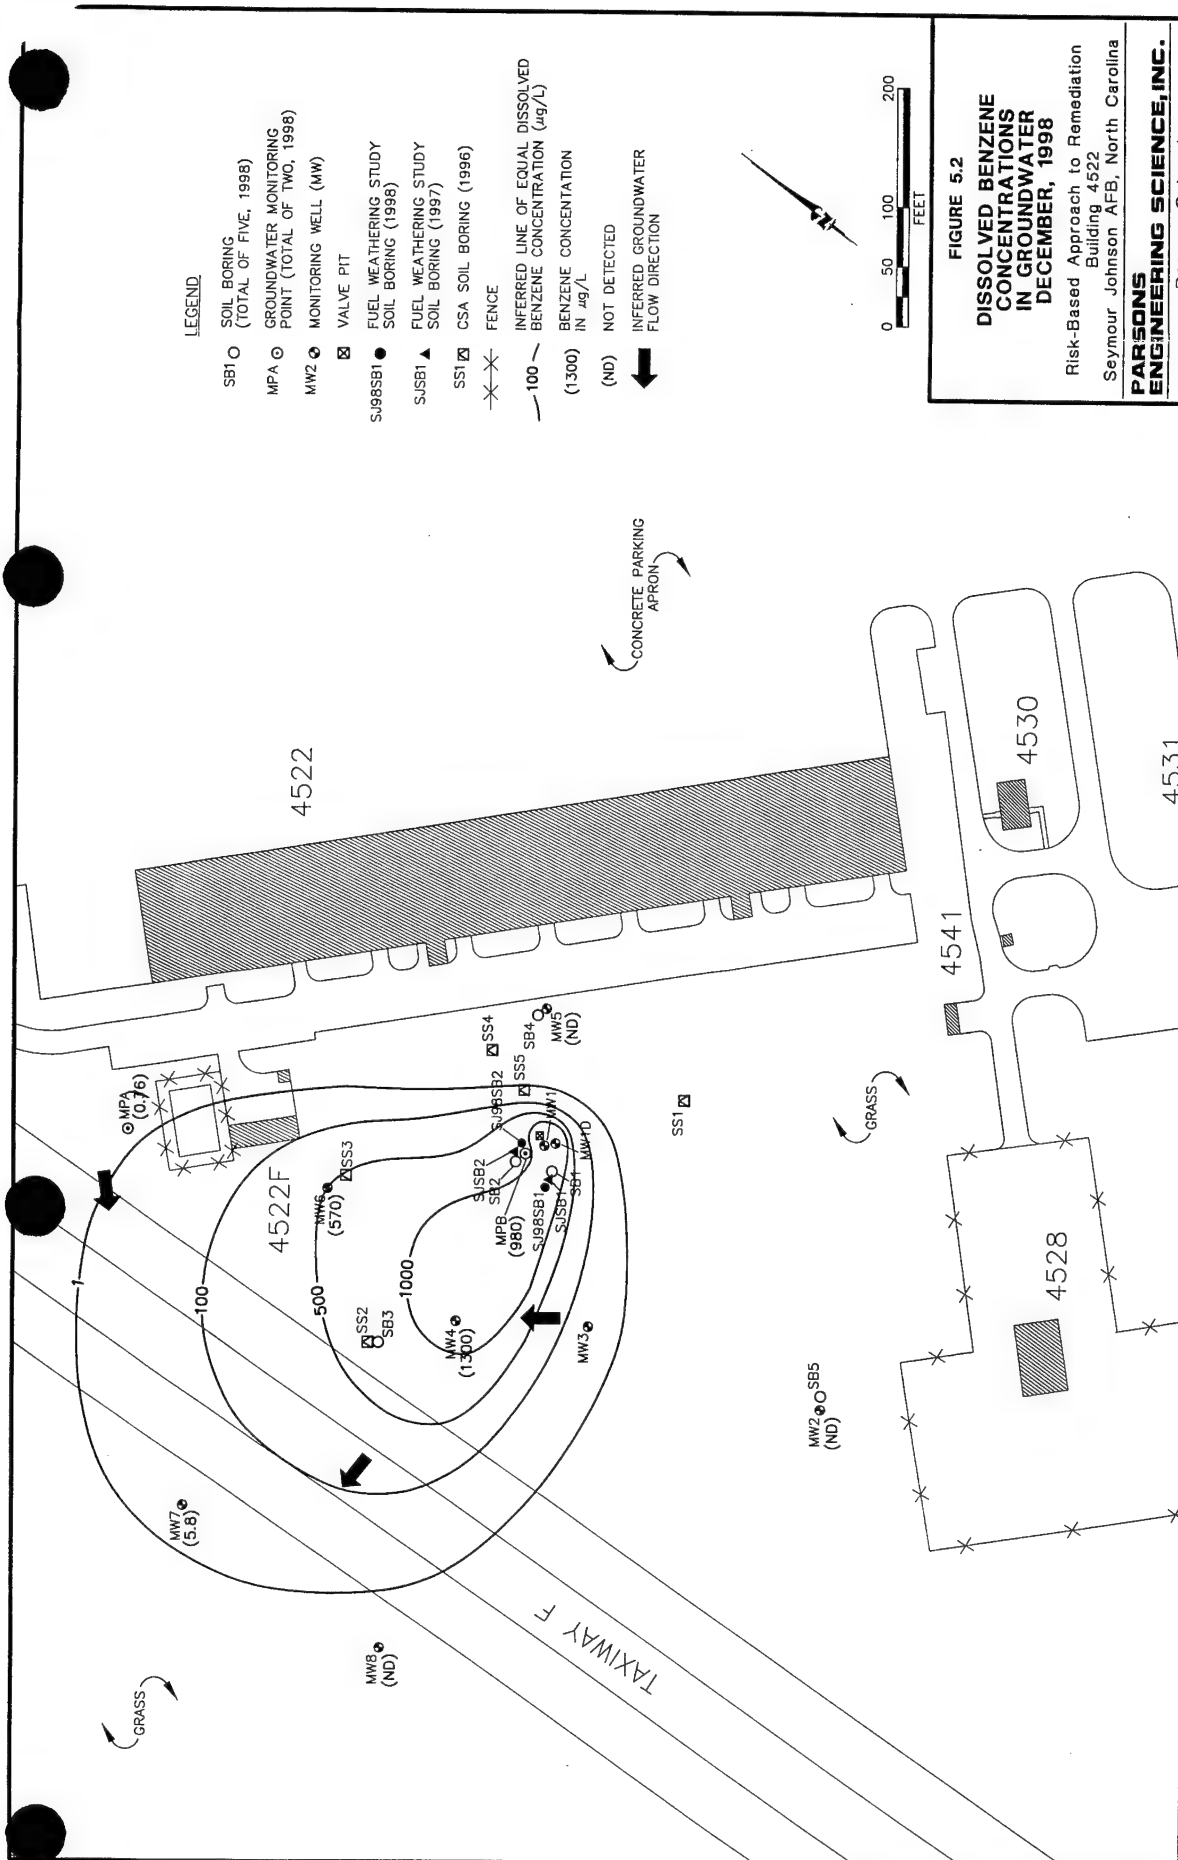 LEGEND
SB1 SOIL BORING
(TOTAL OF FIVE, 1998)
MPA GROUNDWATER MONITORING
POINT (TOTAL OF TWO, 1998)
MW2 MONITORING WELL (MW)
VALVE PIT
SJ98SB1 FUEL WEATHERING STUDY
SOIL BORING (1998)
SJSB1 FUEL WEATHERING STUDY
SOIL BORING (1997)
SS1 CSA SOIL BORING (1996)
FENCE
100 INFERRED LINE OF EQUAL DISSOLVED
BENZENE CONCENTRATION (µg/L)
(1300) BENZENE CONCENTATION
IN µg/L
(ND) NOT DETECTED
INFERRED GROUNDWATER
FLOW DIRECTION
N
0 50 100 200
FEET
FIGURE 5.2
DISSOLVED BENZENE
CONCENTRATIONS
IN GROUNDWATER
DECEMBER, 1998
Risk-Based Approach to Remediation
Building 4522
Seymour Johnson AFB, North Carolina
PARSONS
ENGINEERING SCIENCE, INC.
CONCRETE PARKING
APRON
4522
4530
4531
4541
4528
4522F
GRASS
GRASS
TAXIWAY F
MPA
(0.76)
SS4
SB4
MW5
(ND)
SS5
SJ98SB2
MW1
MW1D
SS1
SJSB2
SB2
MPB
(980)
SJ98SB1
SJSB1
SB1
SS3
MW6
(570)
SS2
SB3
MW4
(1300)
MW3
MW2
(ND)
SB5
MW7
(5.8)
MW8
(ND)
1
100
500
1000